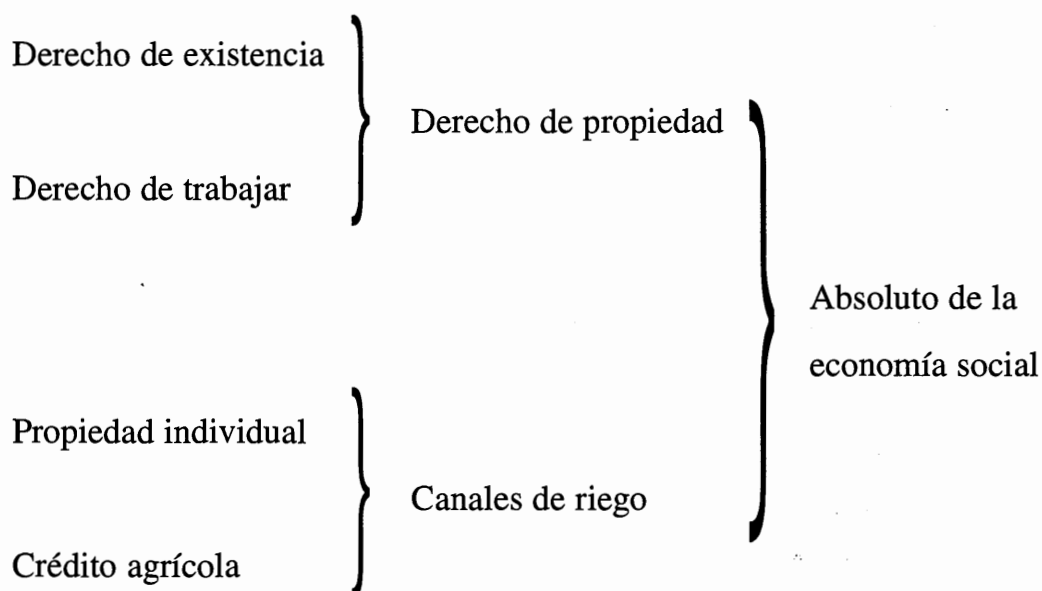 Derecho de existencia
Derecho de propiedad
Derecho de trabajar
Absoluto de la
economía social
Propiedad individual
Canales de riego
Crédito agrícola